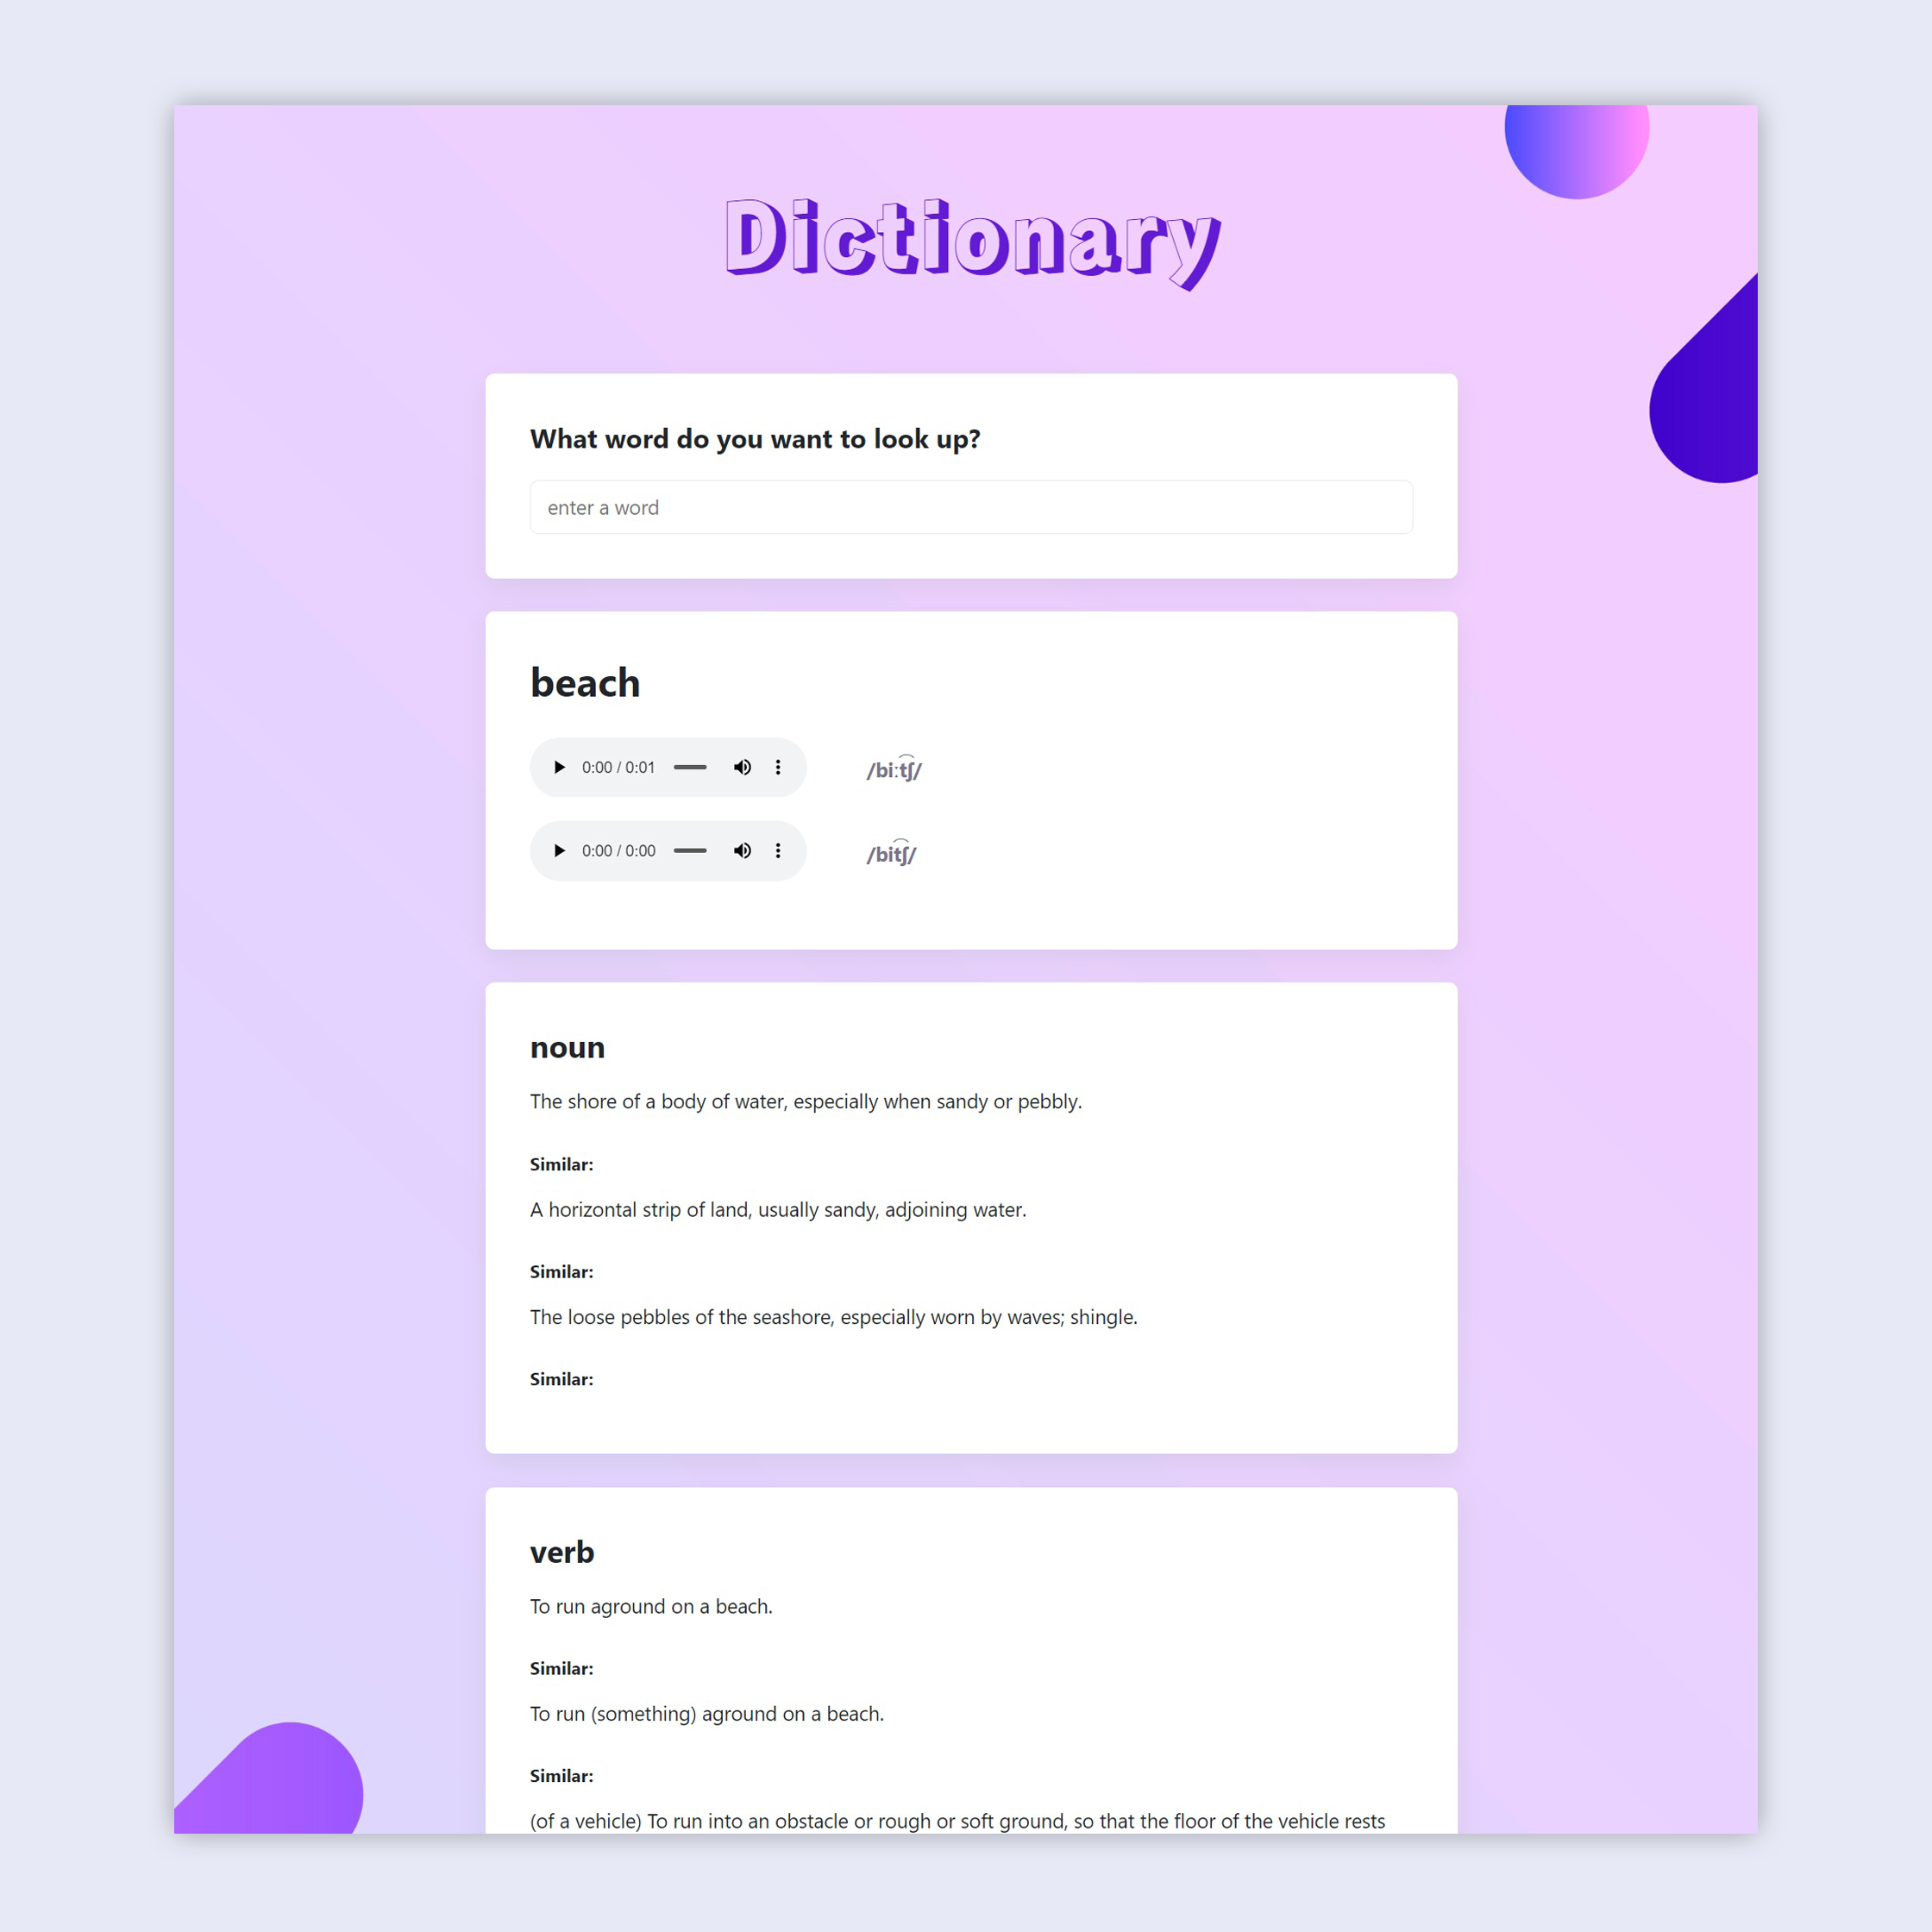 Dictionary
What word do you want to look up?
enter a word
beach
0:00 / 0:01
/biːt͡ʃ/
0:00 / 0:00
/bit͡ʃ/
noun
The shore of a body of water, especially when sandy or pebbly.
Similar:
A horizontal strip of land, usually sandy, adjoining water.
Similar:
The loose pebbles of the seashore, especially worn by waves; shingle.
Similar:
verb
To run aground on a beach.
Similar:
To run (something) aground on a beach.
Similar:
(of a vehicle) To run into an obstacle or rough or soft ground, so that the floor of the vehicle rests